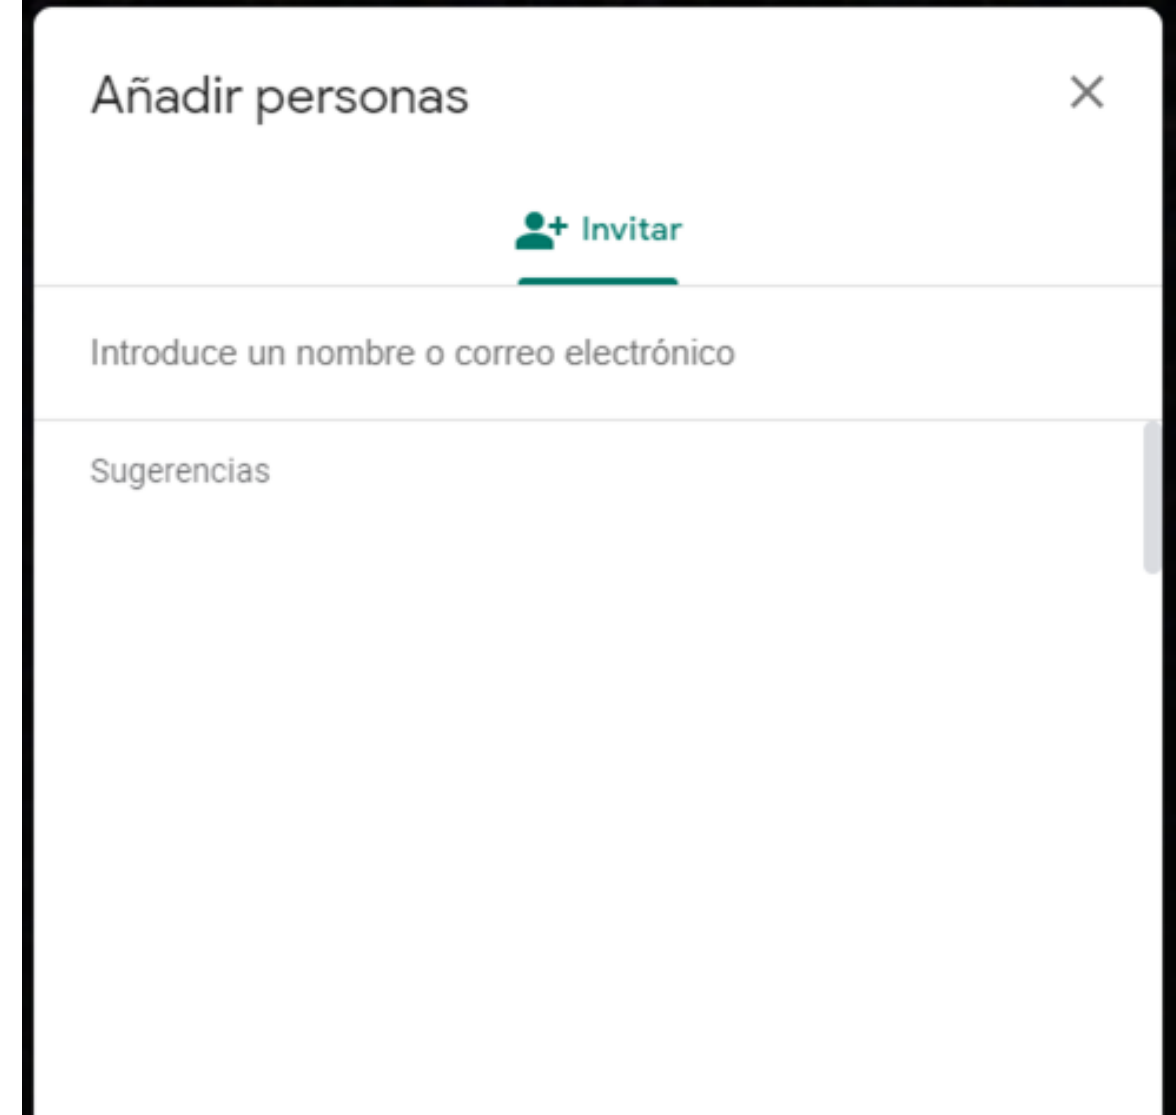 Añadir personas
Invitar
Introduce un nombre o correo electrónico
Sugerencias